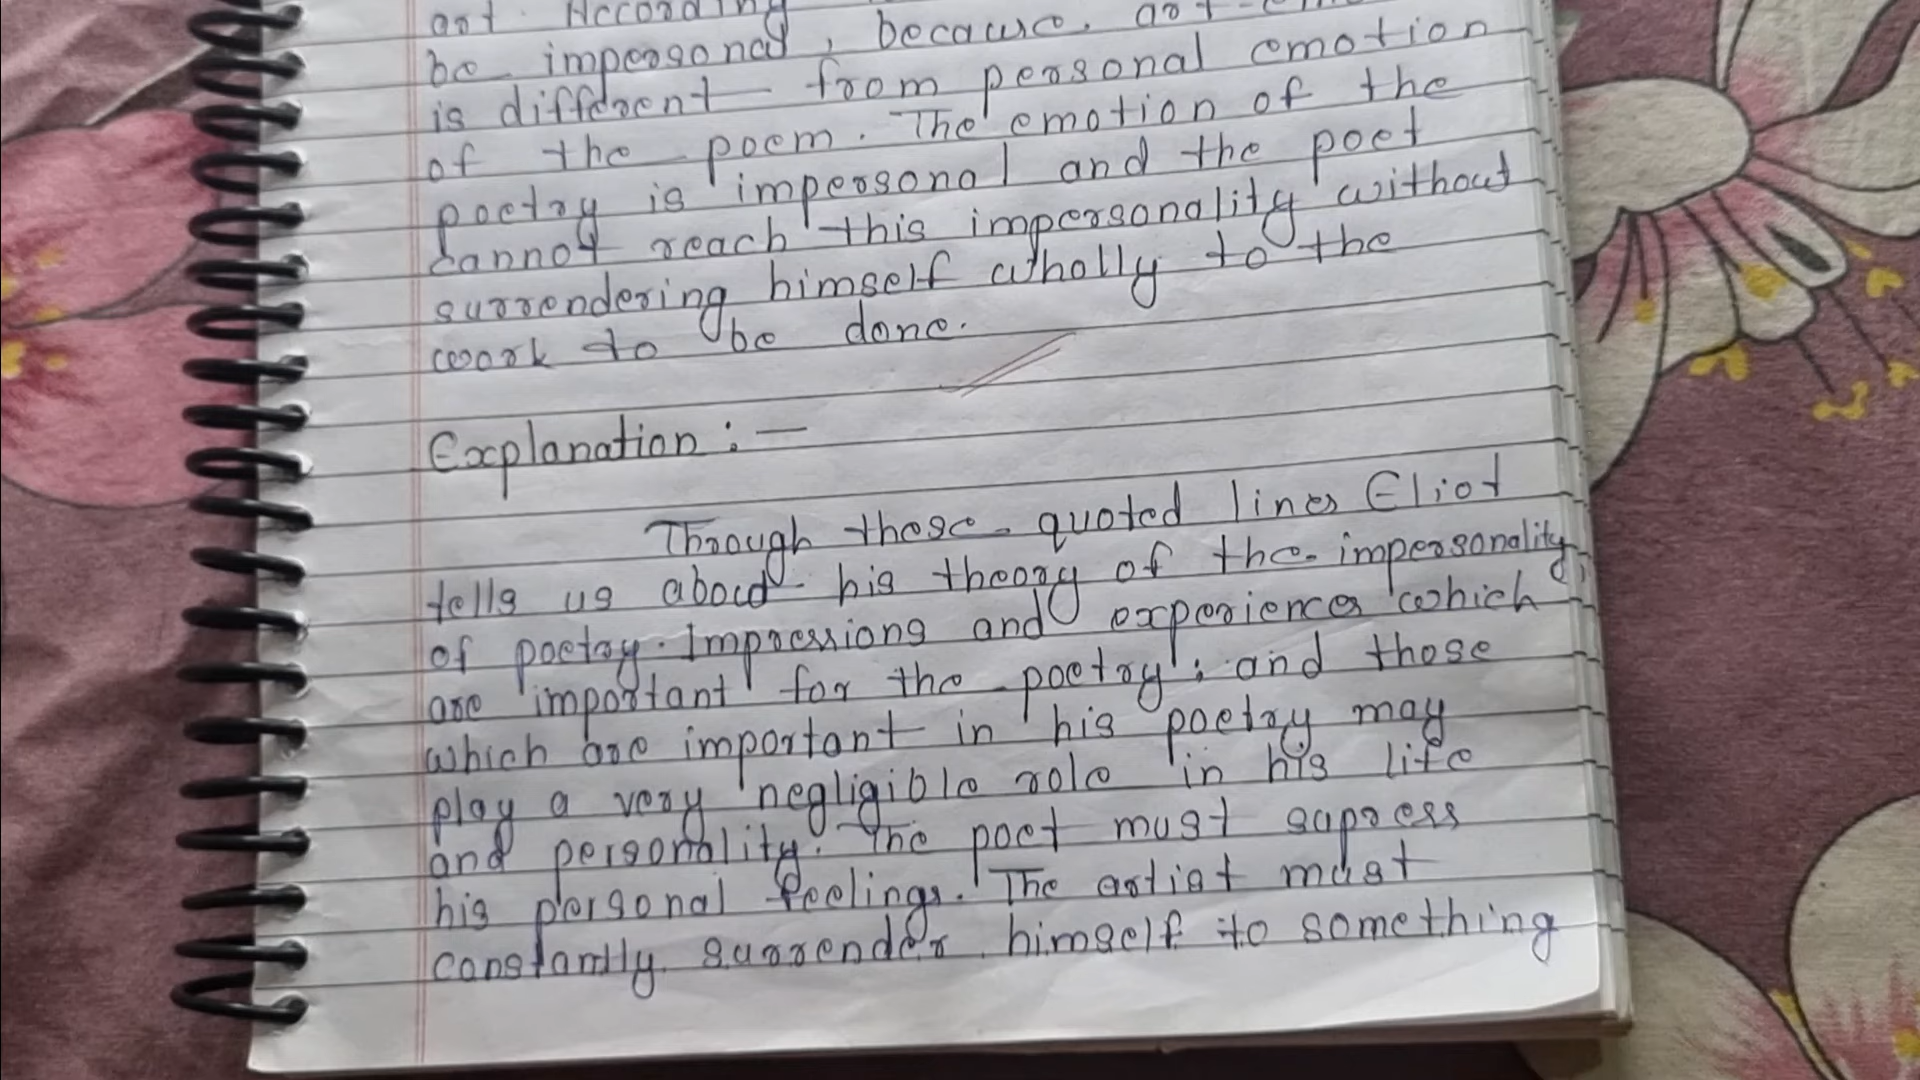 art. According
be impersonal, because, art
is different from personal emotion
of the poem. The emotion of the
poetry is impersonal and the poet
cannot reach this impersonality without
surrendering himself wholly to the
work to be done.
Explanation : —
Through these quoted lines Eliot
tells us about his theory of the impersonality
of poetry. Impressions and experiences which
are important for the poetry ; and those
which are important in his poetry may
play a very negligible role in his life
and personality. The poet must supress
his personal feelings. The artist must
constantly surrender himself to something